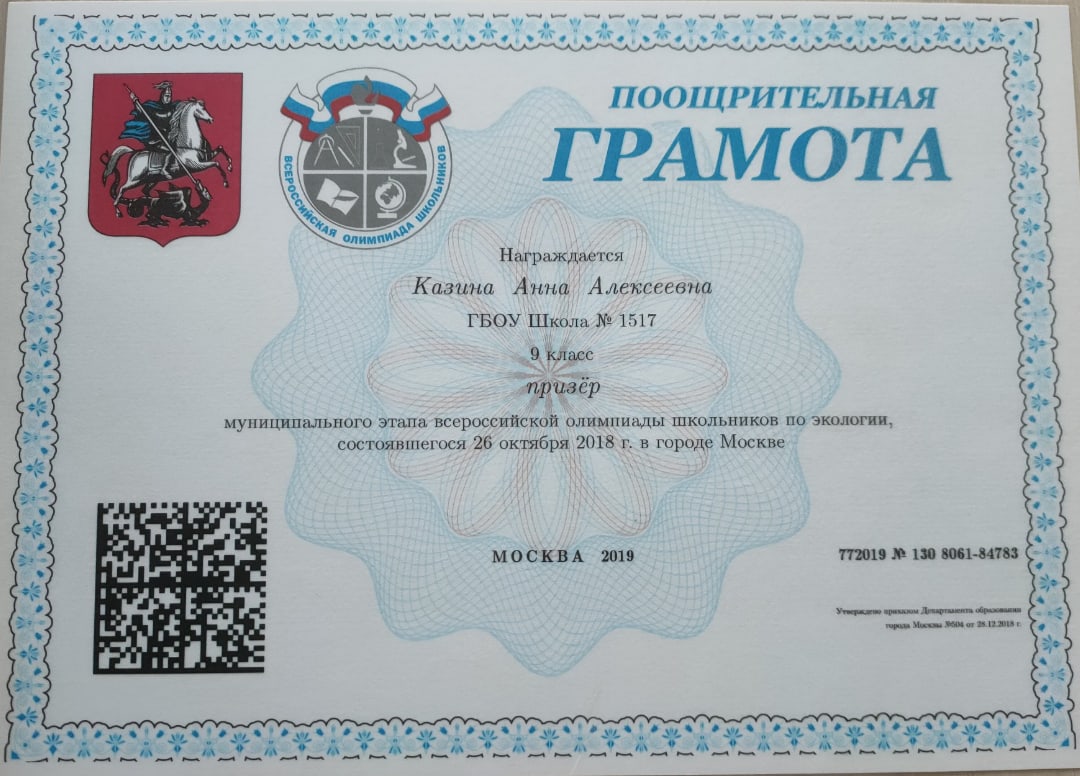 ПООЩРИТЕЛЬНАЯ
ГРАМОТА
ВСЕРОССИЙСКАЯ ОЛИМПИАДА ШКОЛЬНИКОВ
Награждается
Казина Анна Алексеевна
ГБОУ Школа № 1517
9 класс
призёр
муниципального этапа всероссийской олимпиады школьников по экологии,
состоявшегося 26 октября 2018 г. в городе Москве
МОСКВА 2019
772019 № 130 8061-84783
Утверждено приказом Департамента образования
города Москвы №504 от 28.12.2018 г.